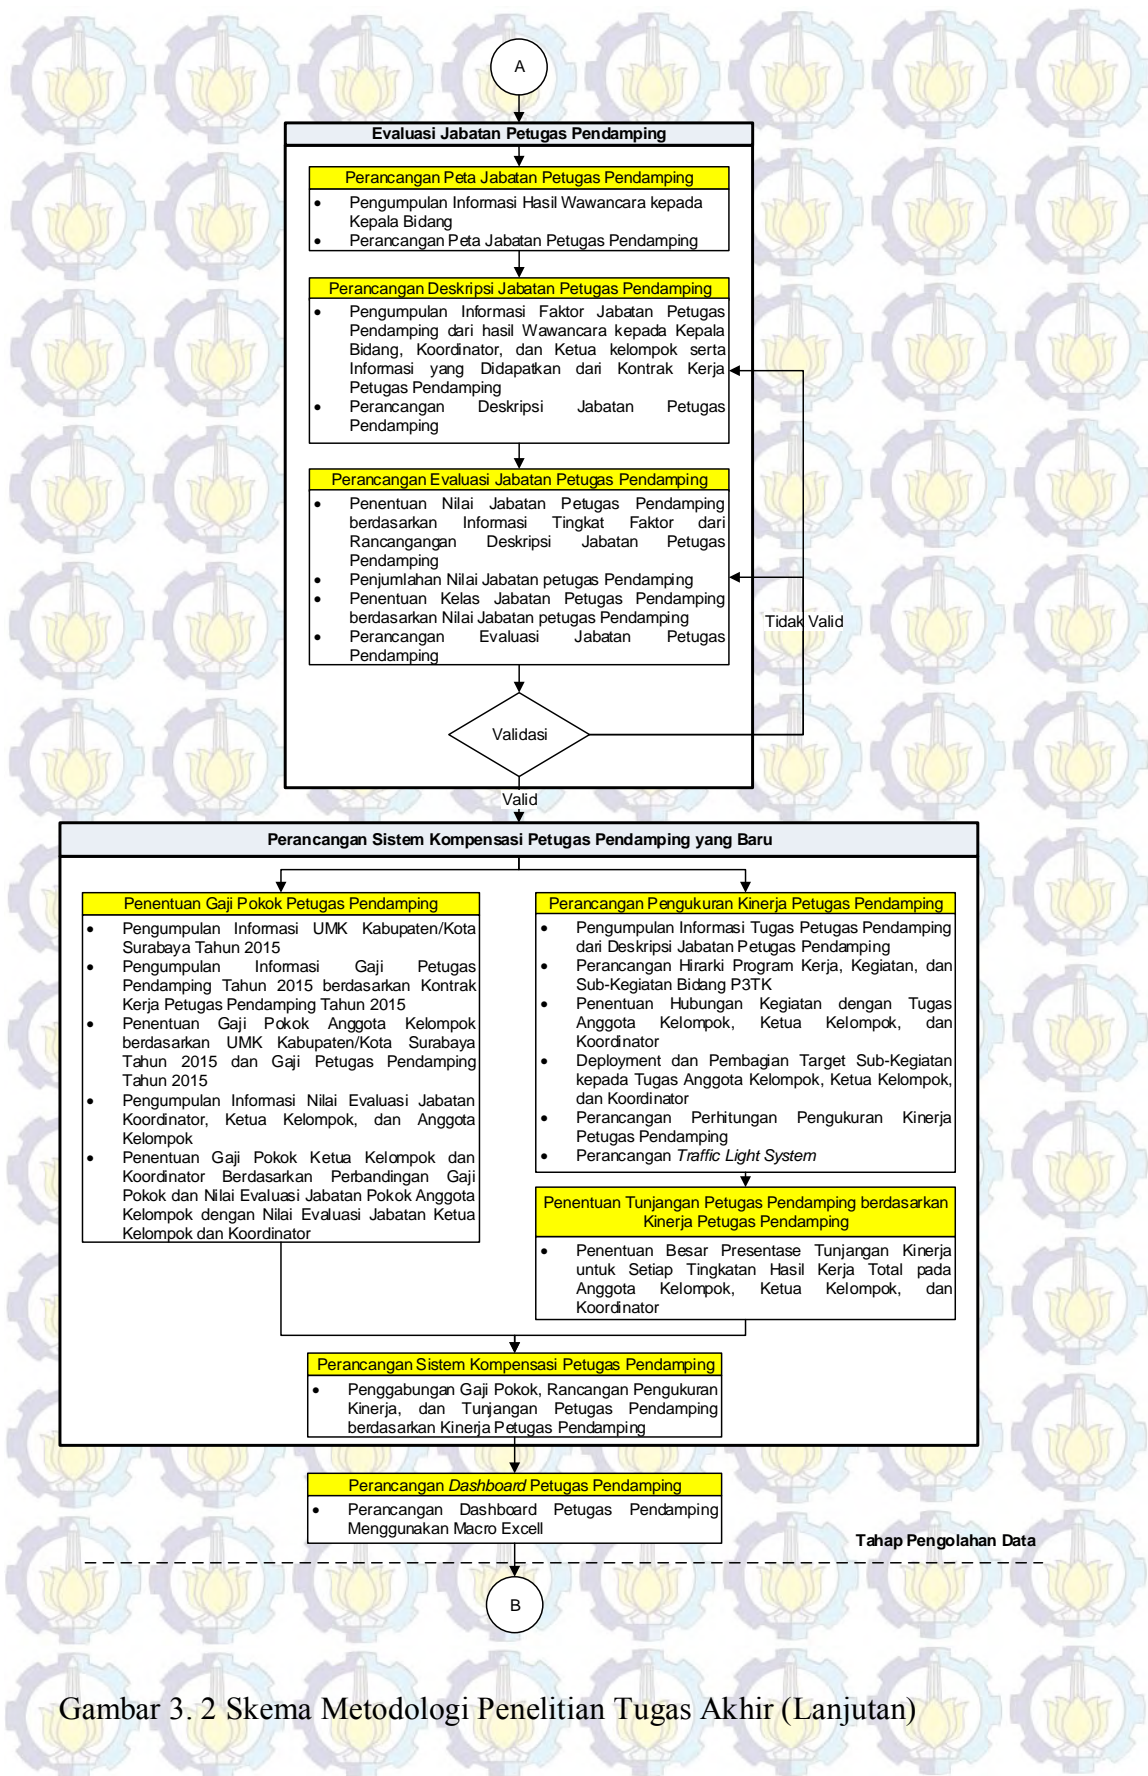 A
Evaluasi Jabatan Petugas Pendamping
Perancangan Peta Jabatan Petugas Pendamping
• Pengumpulan Informasi Hasil Wawancara kepada
Kepala Bidang
• Perancangan Peta Jabatan Petugas Pendamping
Perancangan Deskripsi Jabatan Petugas Pendamping
• Pengumpulan Informasi Faktor Jabatan Petugas
Pendamping dari hasil Wawancara kepada Kepala
Bidang, Koordinator, dan Ketua kelompok serta
Informasi yang Didapatkan dari Kontrak Kerja
Petugas Pendamping
• Perancangan Deskripsi Jabatan Petugas
Pendamping
Perancangan Evaluasi Jabatan Petugas Pendamping
• Penentuan Nilai Jabatan Petugas Pendamping
berdasarkan Informasi Tingkat Faktor dari
Rancangangan Deskripsi Jabatan Petugas
Pendamping
• Penjumlahan Nilai Jabatan petugas Pendamping
• Penentuan Kelas Jabatan Petugas Pendamping
berdasarkan Nilai Jabatan petugas Pendamping
• Perancangan Evaluasi Jabatan Petugas
Pendamping
Tidak Valid
Validasi
Valid
Perancangan Sistem Kompensasi Petugas Pendamping yang Baru
Penentuan Gaji Pokok Petugas Pendamping
• Pengumpulan Informasi UMK Kabupaten/Kota
Surabaya Tahun 2015
• Pengumpulan Informasi Gaji Petugas
Pendamping Tahun 2015 berdasarkan Kontrak
Kerja Petugas Pendamping Tahun 2015
• Penentuan Gaji Pokok Anggota Kelompok
berdasarkan UMK Kabupaten/Kota Surabaya
Tahun 2015 dan Gaji Petugas Pendamping
Tahun 2015
• Pengumpulan Informasi Nilai Evaluasi Jabatan
Koordinator, Ketua Kelompok, dan Anggota
Kelompok
• Penentuan Gaji Pokok Ketua Kelompok dan
Koordinator Berdasarkan Perbandingan Gaji
Pokok dan Nilai Evaluasi Jabatan Pokok Anggota
Kelompok dengan Nilai Evaluasi Jabatan Ketua
Kelompok dan Koordinator
Perancangan Pengukuran Kinerja Petugas Pendamping
• Pengumpulan Informasi Tugas Petugas Pendamping
dari Deskripsi Jabatan Petugas Pendamping
• Perancangan Hirarki Program Kerja, Kegiatan, dan
Sub-Kegiatan Bidang P3TK
• Penentuan Hubungan Kegiatan dengan Tugas
Anggota Kelompok, Ketua Kelompok, dan
Koordinator
• Deployment dan Pembagian Target Sub-Kegiatan
kepada Tugas Anggota Kelompok, Ketua Kelompok,
dan Koordinator
• Perancangan Perhitungan Pengukuran Kinerja
Petugas Pendamping
• Perancangan Traffic Light System
Penentuan Tunjangan Petugas Pendamping berdasarkan
Kinerja Petugas Pendamping
• Penentuan Besar Presentase Tunjangan Kinerja
untuk Setiap Tingkatan Hasil Kerja Total pada
Anggota Kelompok, Ketua Kelompok, dan
Koordinator
Perancangan Sistem Kompensasi Petugas Pendamping
• Penggabungan Gaji Pokok, Rancangan Pengukuran
Kinerja, dan Tunjangan Petugas Pendamping
berdasarkan Kinerja Petugas Pendamping
Perancangan Dashboard Petugas Pendamping
• Perancangan Dashboard Petugas Pendamping
Menggunakan Macro Excell
Tahap Pengolahan Data
B
Gambar 3. 2 Skema Metodologi Penelitian Tugas Akhir (Lanjutan)